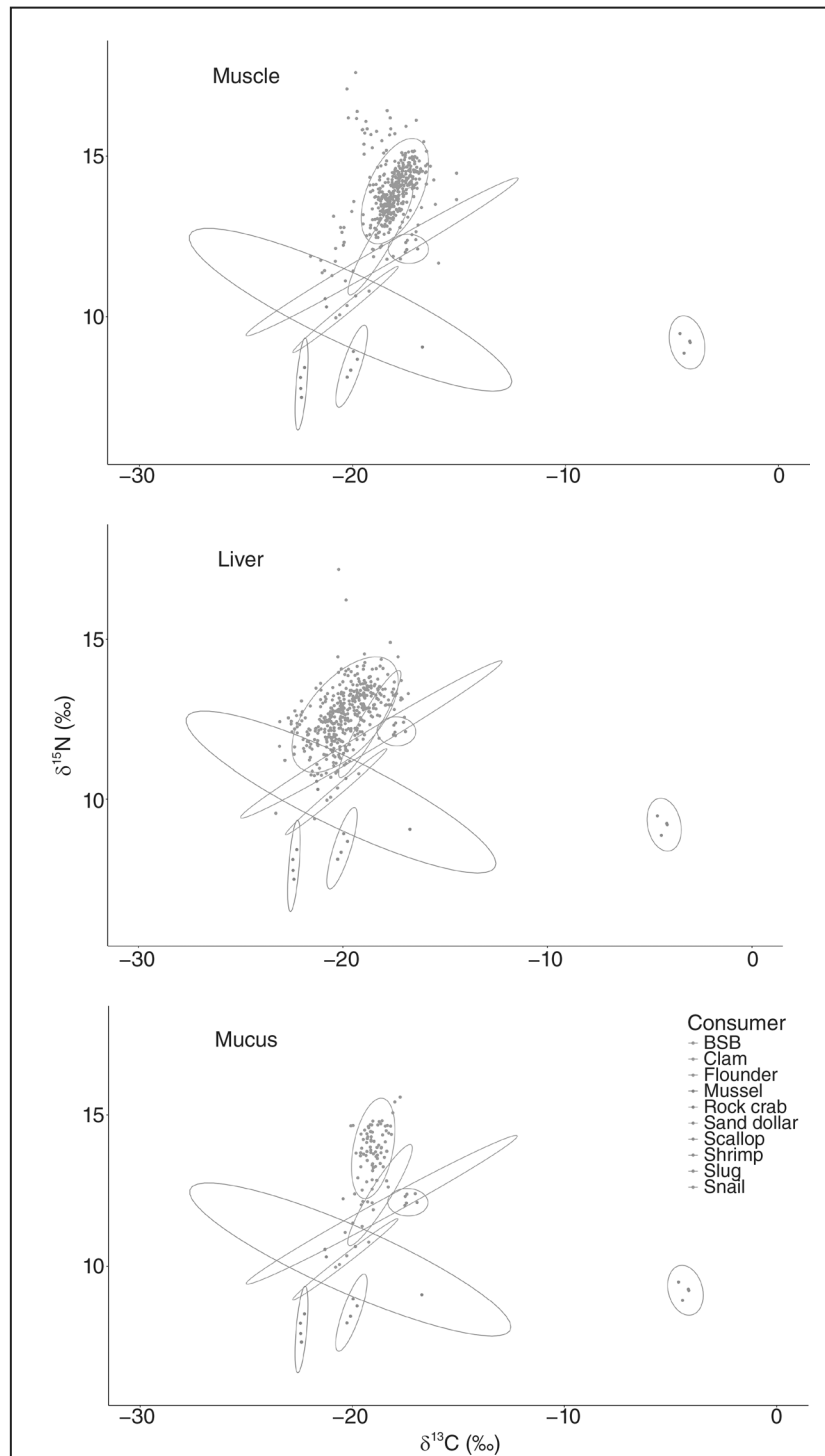 Muscle
15
10
−30
−20
−10
0
Liver
15
10
−30
−20
−10
0
δ15N (‰)
Mucus
15
10
−30
−20
−10
0
δ13C (‰)
Consumer
BSB
Clam
Flounder
Mussel
Rock crab
Sand dollar
Scallop
Shrimp
Slug
Snail